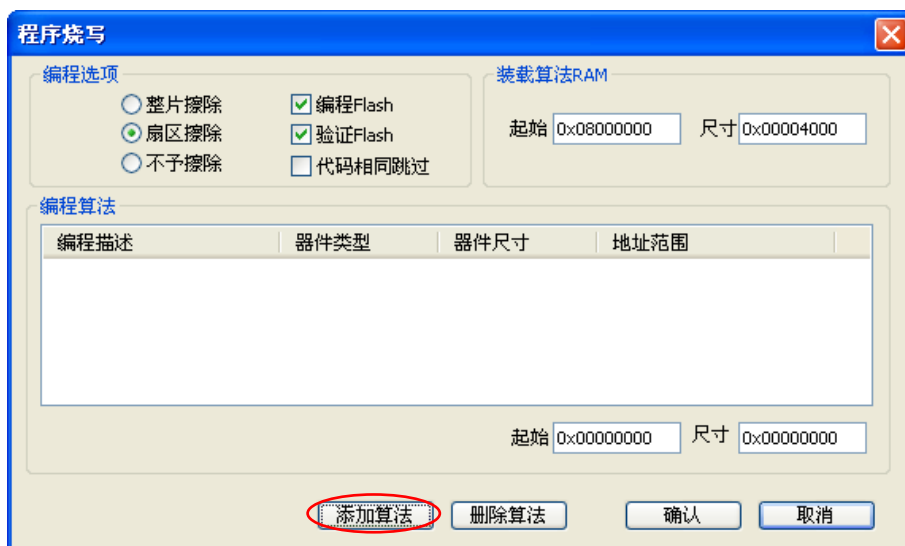 程序烧写
编程选项
整片擦除 编程Flash
扇区擦除 验证Flash
不予擦除 代码相同跳过
装载算法RAM
起始 0x08000000 尺寸 0x00004000
编程算法
编程描述 器件类型 器件尺寸 地址范围
起始 0x00000000 尺寸 0x00000000
添加算法 删除算法 确认 取消